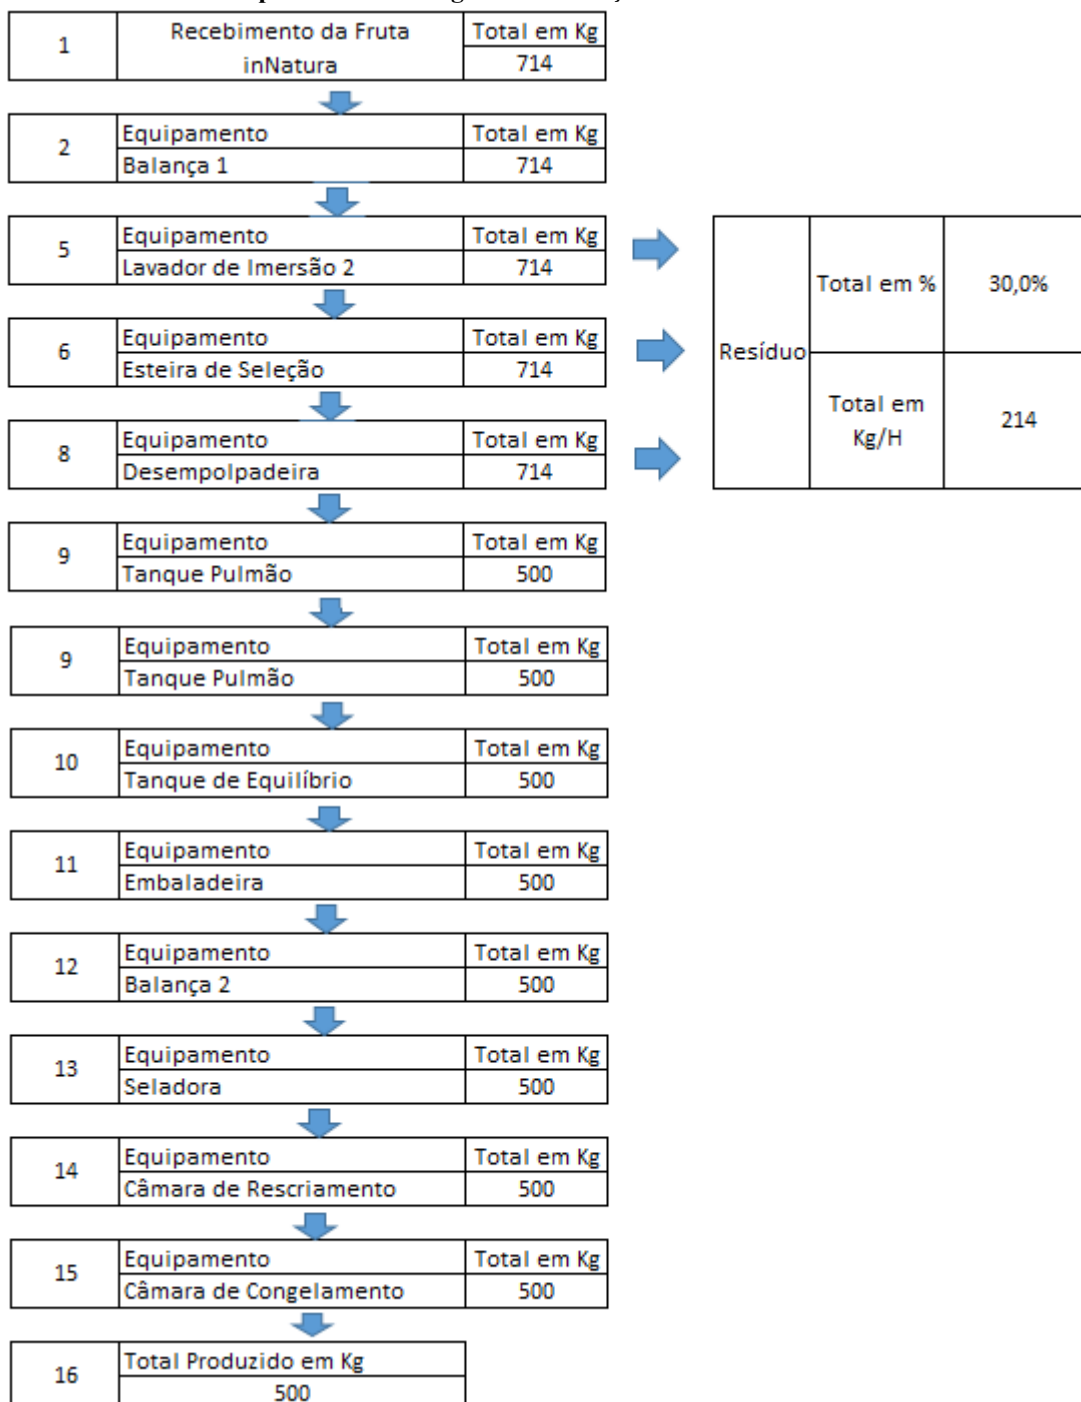 1
Recebimento da Fruta
inNatura
Total em Kg
714
2
Equipamento
Total em Kg
Balança 1
714
5
Equipamento
Total em Kg
Lavador de Imersão 2
714
6
Equipamento
Total em Kg
Esteira de Seleção
714
8
Equipamento
Total em Kg
Desempolpadeira
714
Resíduo
Total em %
30,0%
Total em
Kg/H
214
9
Equipamento
Total em Kg
Tanque Pulmão
500
9
Equipamento
Total em Kg
Tanque Pulmão
500
10
Equipamento
Total em Kg
Tanque de Equilíbrio
500
11
Equipamento
Total em Kg
Embaladeira
500
12
Equipamento
Total em Kg
Balança 2
500
13
Equipamento
Total em Kg
Seladora
500
14
Equipamento
Total em Kg
Câmara de Rescriamento
500
15
Equipamento
Total em Kg
Câmara de Congelamento
500
16
Total Produzido em Kg
500